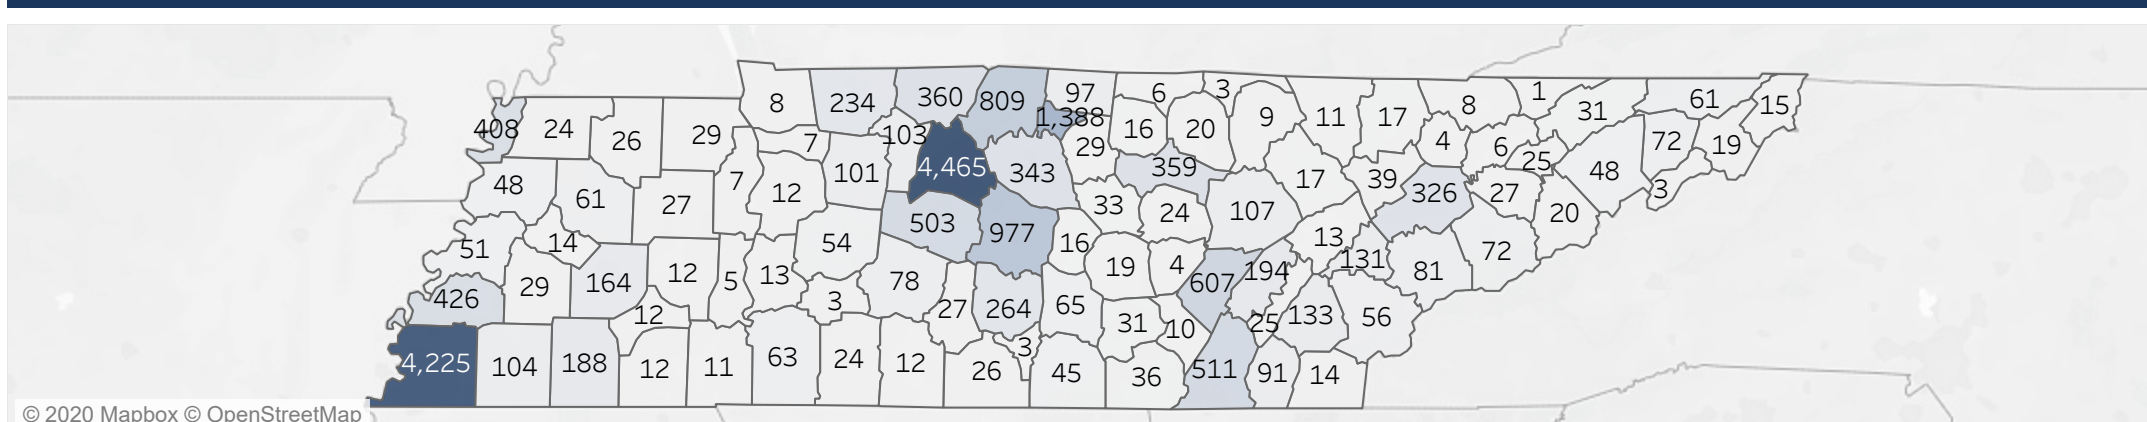 8 234 360 809 97 6 3 11 17 8 1 31 61 15
408 24 26 29 7 103 1,388 16 20 9 4 6 72 19
48 61 27 7 12 101 4,465 343 29 359 17 39 326 27 25 48 3
51 14 54 503 977 16 33 24 107 13 131 81 72 20
426 29 164 12 5 13 3 78 27 264 65 19 4 607 194 133 56
4,225 104 188 12 12 11 63 24 12 26 3 45 31 36 10 511 25 91 14
© 2020 Mapbox © OpenStreetMap